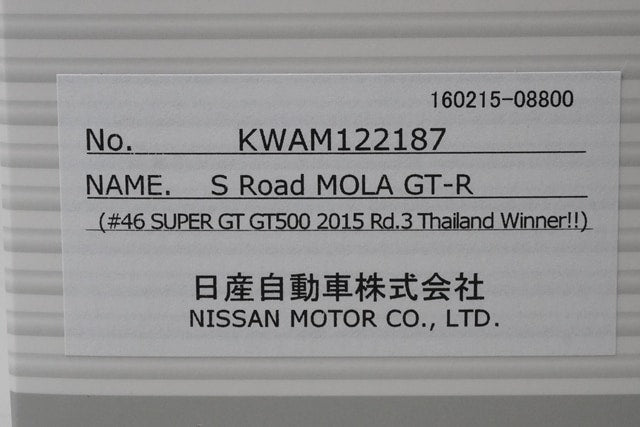 160215-08800
No. KWAM122187
NAME. S Road MOLA GT-R
(#46 SUPER GT GT500 2015 Rd.3 Thailand Winner!!)
日産自動車株式会社
NISSAN MOTOR CO., LTD.